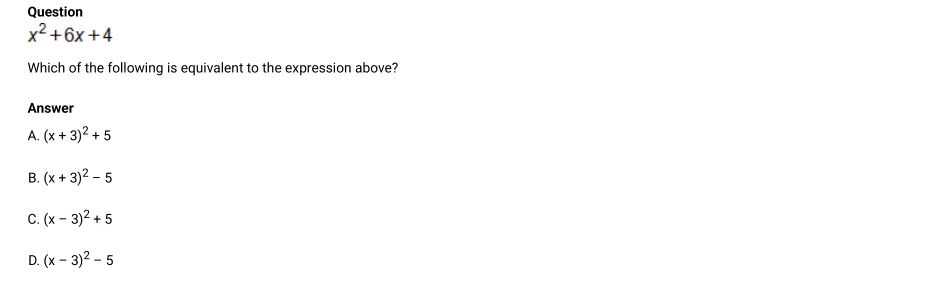 Question
x²+6x+4
Which of the following is equivalent to the expression above?
Answer
A. (x + 3)² + 5
B. (x + 3)² – 5
C. (x – 3)² + 5
D. (x – 3)² – 5